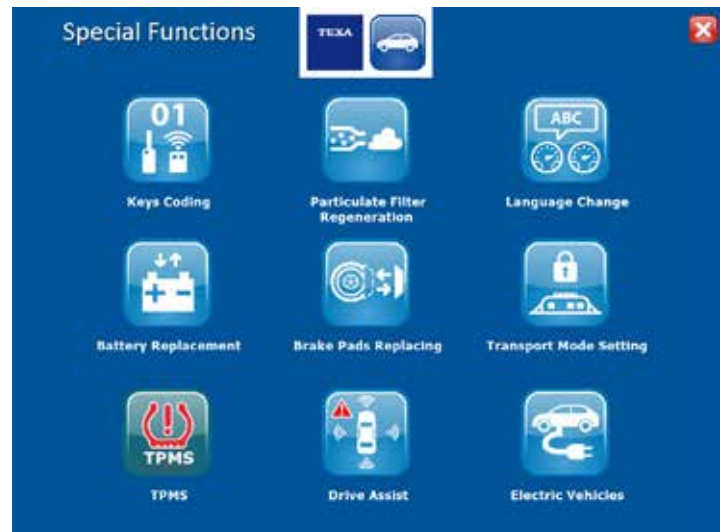 Special Functions
TEXA
01
Keys Coding
Particulate Filter
Regeneration
ABC
Language Change
Battery Replacement
Brake Pads Replacing
Transport Mode Setting
TPMS
TPMS
Drive Assist
Electric Vehicles